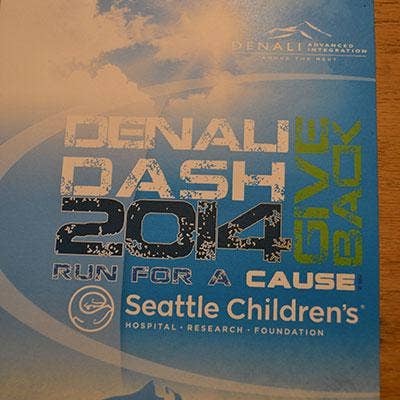 DENALI ADVANCED INTEGRATION
ABOVE THE REST
DENALI
DASH
2014
GIVE
BACK
RUN FOR A CAUSE
Seattle Children's®
HOSPITAL · RESEARCH · FOUNDATION